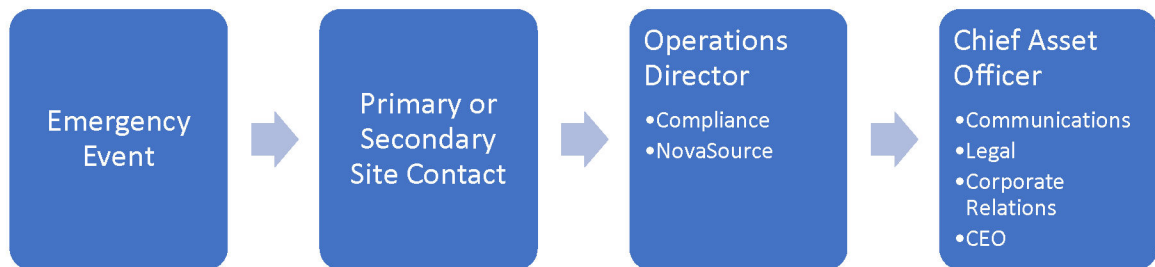 Emergency
Event
Primary or
Secondary
Site Contact
Operations
Director
•Compliance
•NovaSource
Chief Asset
Officer
•Communications
•Legal
•Corporate
Relations
•CEO